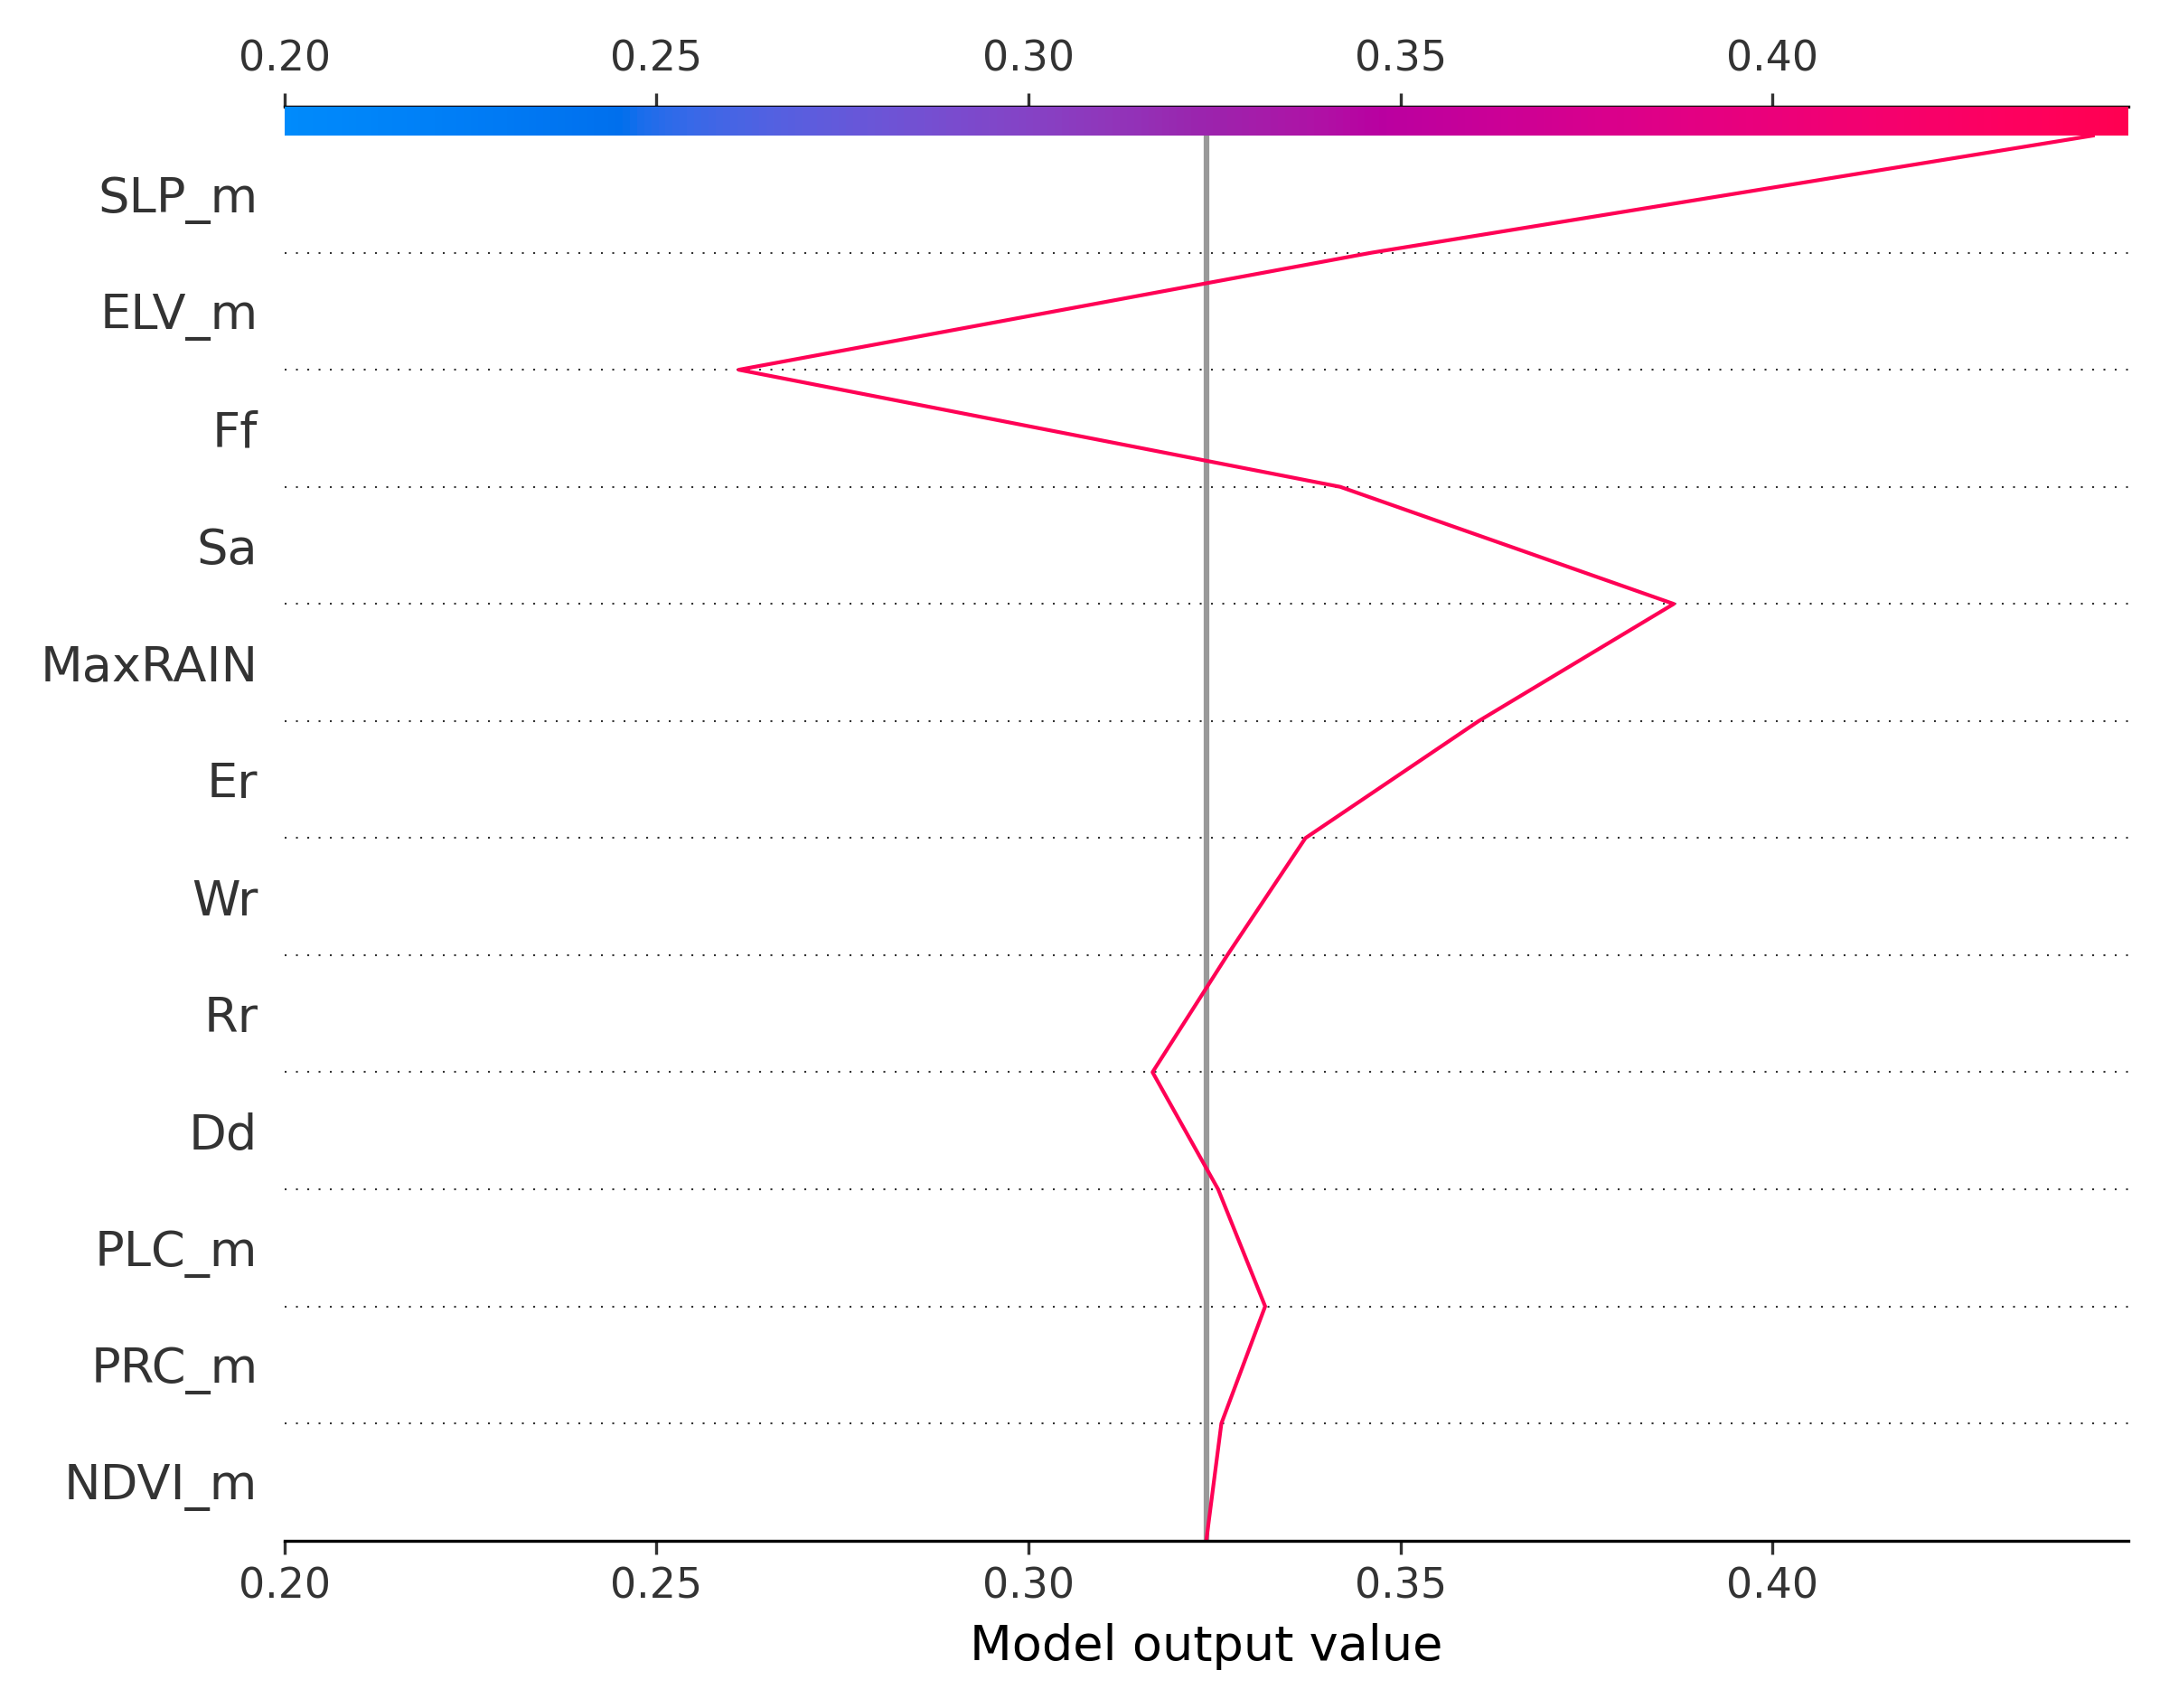 0.20 0.25 0.30 0.35 0.40
SLP_m
ELV_m
Ff
Sa
MaxRAIN
Er
Wr
Rr
Dd
PLC_m
PRC_m
NDVI_m
0.20 0.25 0.30 0.35 0.40
Model output value